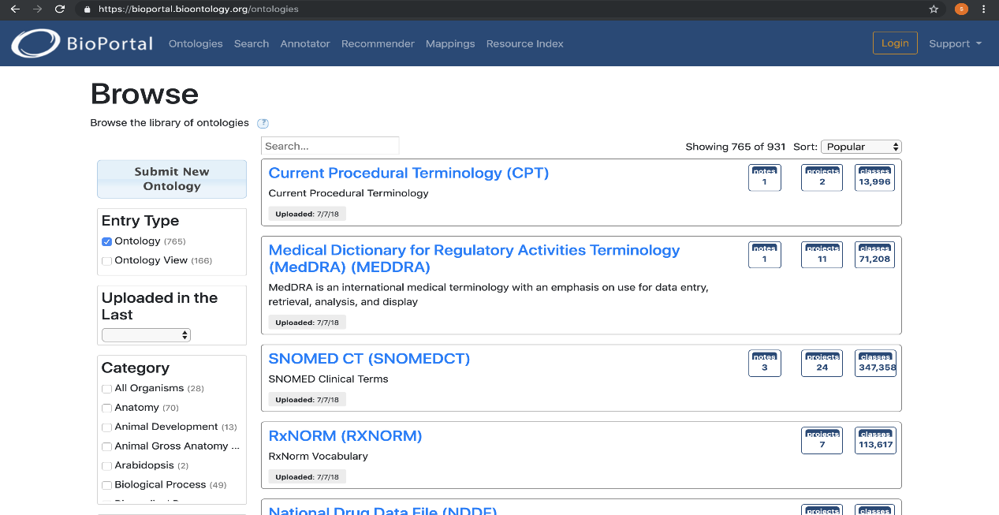 https://bioportal.bioontology.org/ontologies
S
BioPortal Ontologies Search Annotator Recommender Mappings Resource Index Login Support
Browse
Browse the library of ontologies ?
Search... Showing 765 of 931 Sort: Popular
Submit New
Ontology
Entry Type
Ontology (765)
Ontology View (166)
Uploaded in the
Last
Category
All Organisms (28)
Anatomy (70)
Animal Development (13)
Animal Gross Anatomy ...
Arabidopsis (2)
Biological Process (49)
Current Procedural Terminology (CPT)
Current Procedural Terminology
Uploaded: 7/7/18
notes projects classes
1 2 13,996
Medical Dictionary for Regulatory Activities Terminology
(MedDRA) (MEDDRA)
MedDRA is an international medical terminology with an emphasis on use for data entry,
retrieval, analysis, and display
Uploaded: 7/7/18
notes projects classes
1 11 71,208
SNOMED CT (SNOMEDCT)
SNOMED Clinical Terms
Uploaded: 7/7/18
notes projects classes
3 24 347,358
RxNORM (RXNORM)
RxNorm Vocabulary
Uploaded: 7/7/18
projects classes
7 113,617
National Drug Data File (NDDF)
projects classes